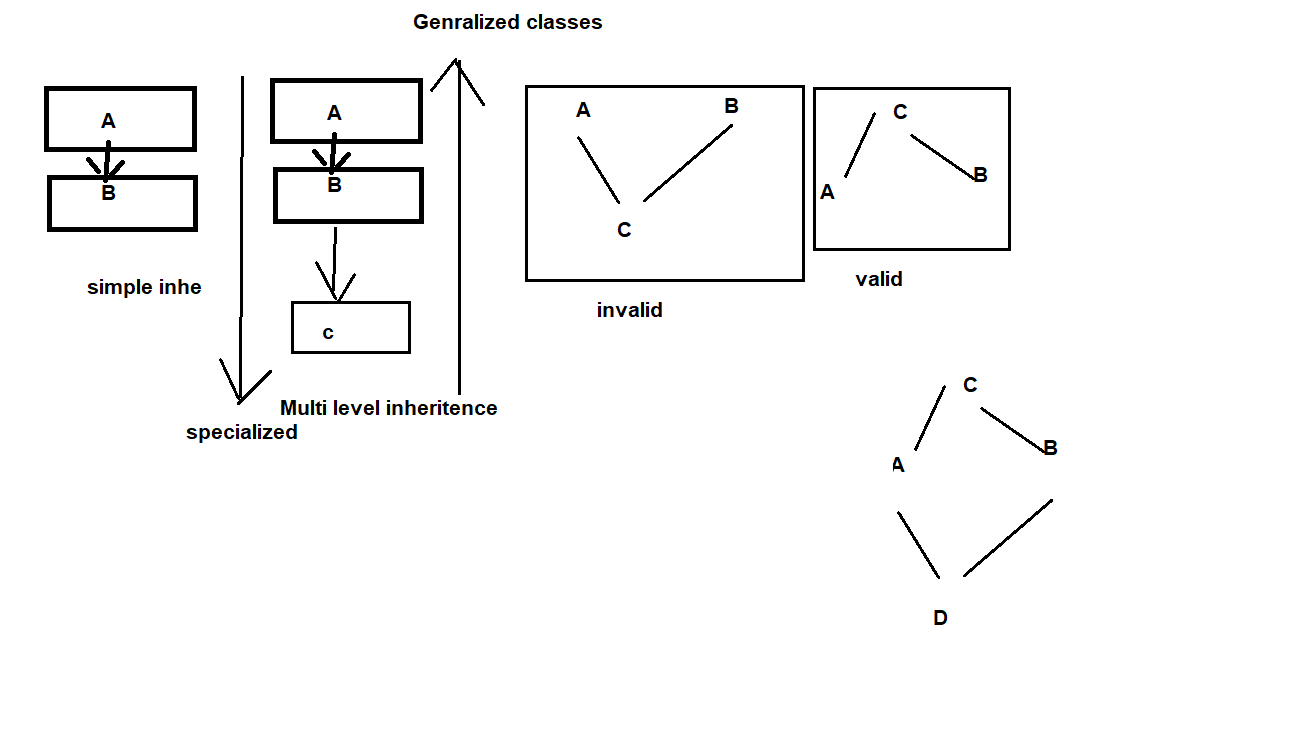 Genralized classes
A
B
simple inhe
A
B
c
Multi level inheritence
specialized
A
B
C
invalid
C
A
B
valid
C
B
A
D